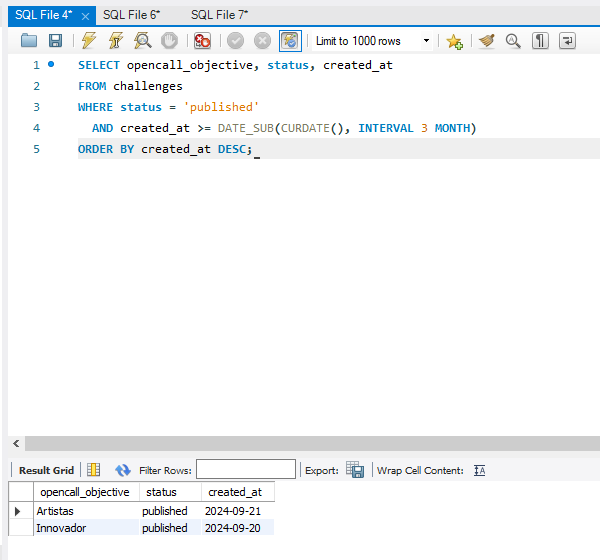 SQL File 4* SQL File 6* SQL File 7*
Limit to 1000 rows
1 SELECT opencall_objective, status, created_at
2 FROM challenges
3 WHERE status = 'published'
4 AND created_at >= DATE_SUB(CURDATE(), INTERVAL 3 MONTH)
5 ORDER BY created_at DESC;
Result Grid Filter Rows: Export: Wrap Cell Content:
opencall_objective status created_at
Artistas published 2024-09-21
Innovador published 2024-09-20